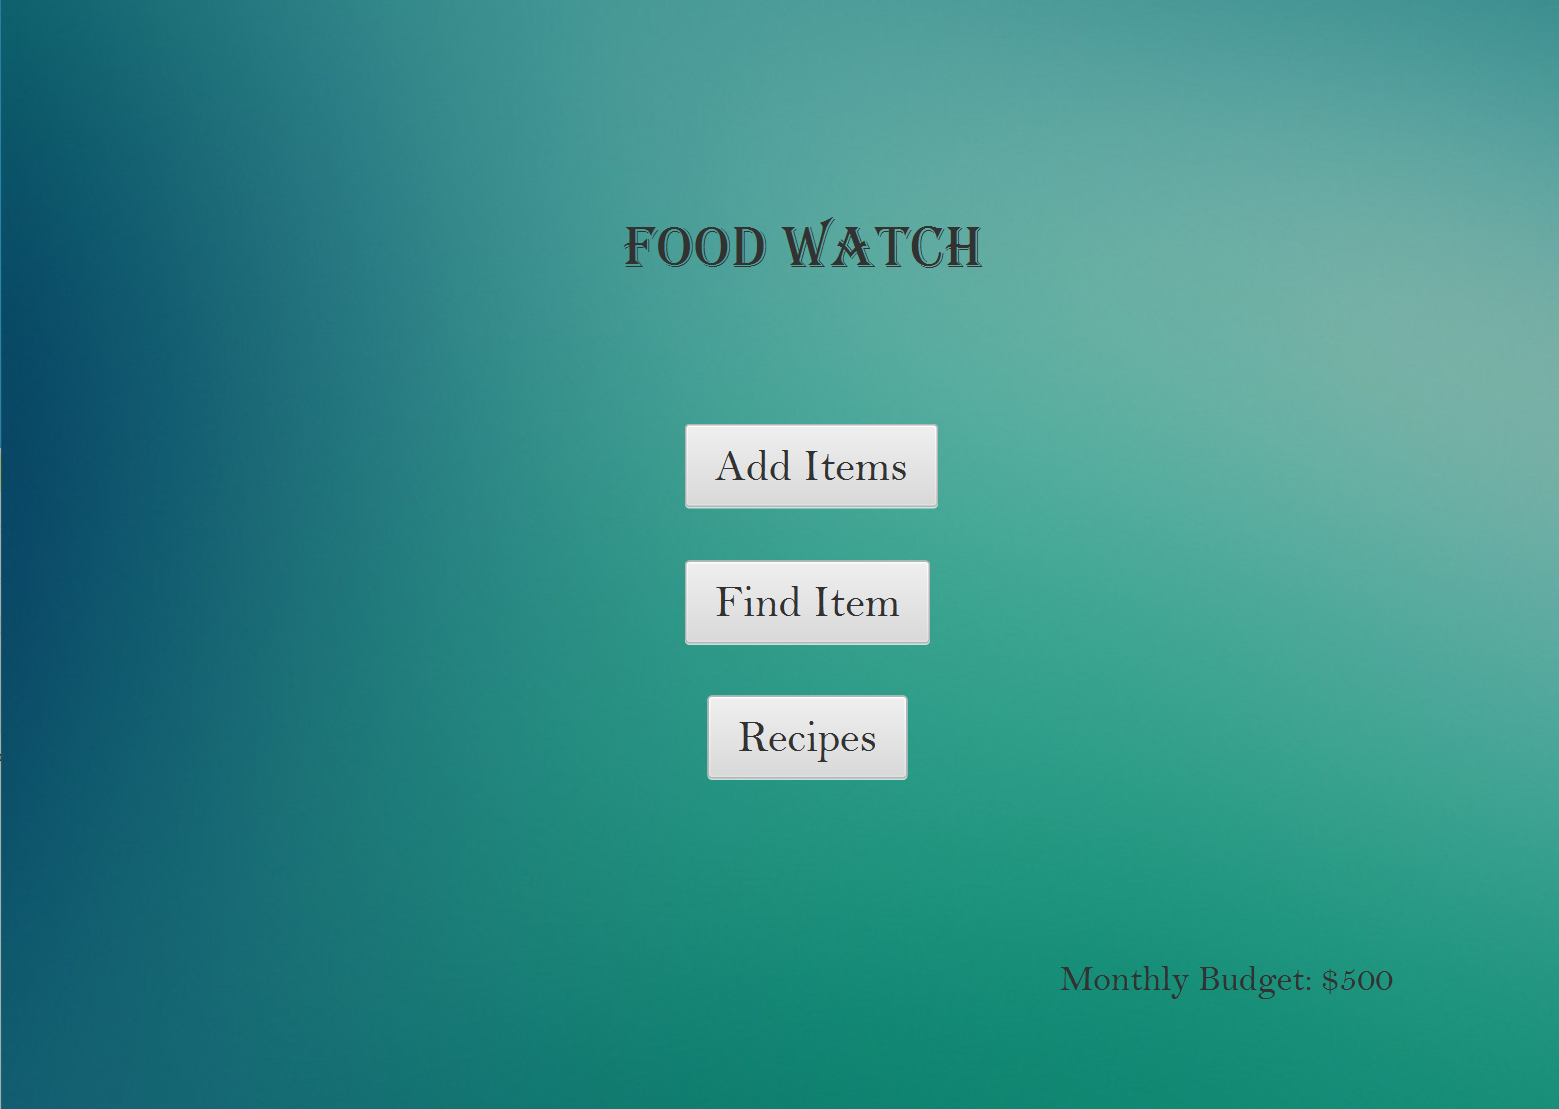 FOOD WATCH
Add Items
Find Item
Recipes
Monthly Budget: $500